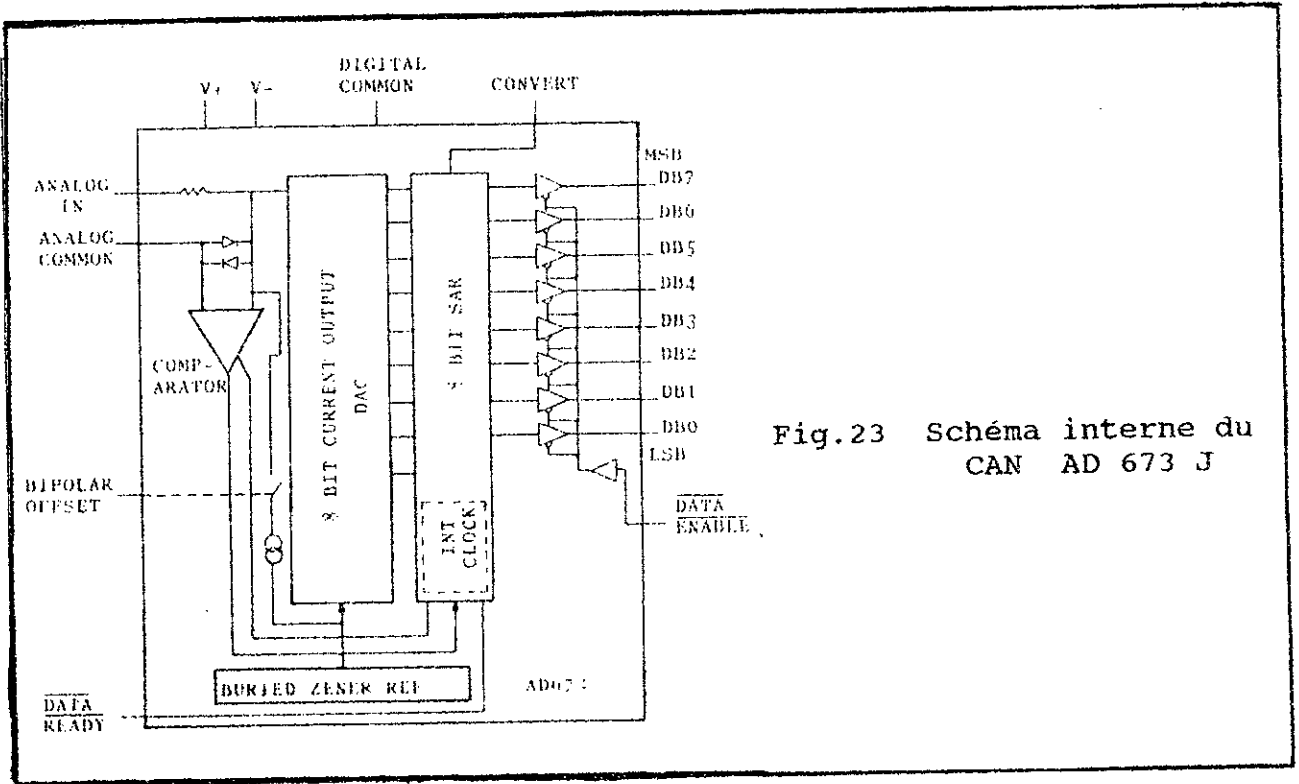 DIGITAL
COMMON
V+ V-
CONVERT
MSB
ANALOG
IN
DB7
DB6
ANALOG
COMMON
DB5
DB4
DB3
COMP-
ARATOR
DB2
DB1
DB0
LSB
8 BIT CURRENT OUTPUT
DAC
8 BIT SAR
INT
CLOCK
BIPOLAR
OFFSET
DATA
ENABLE
BURIED ZENER REF
DATA
READY
Fig.23 Schéma interne du
CAN AD 673 J